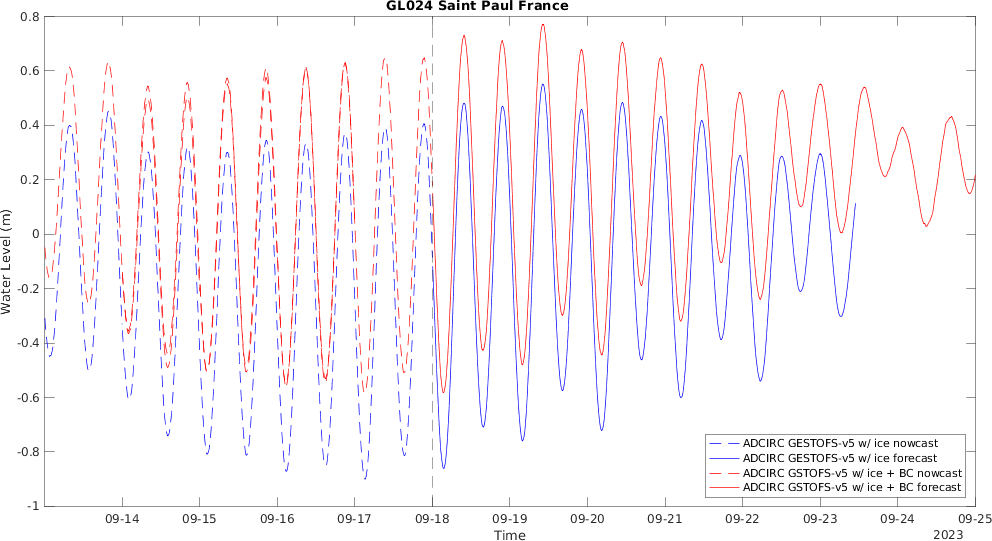 GL024 Saint Paul France
0.8
0.6
0.4
0.2
0
-0.2
-0.4
-0.6
-0.8
-1
Water Level (m)
ADCIRC GESTOFS-v5 w/ ice nowcast
ADCIRC GESTOFS-v5 w/ ice forecast
ADCIRC GSTOFS-v5 w/ ice + BC nowcast
ADCIRC GSTOFS-v5 w/ ice + BC forecast
09-14 09-15 09-16 09-17 09-18 09-19 09-20 09-21 09-22 09-23 09-24 09-25
Time
2023